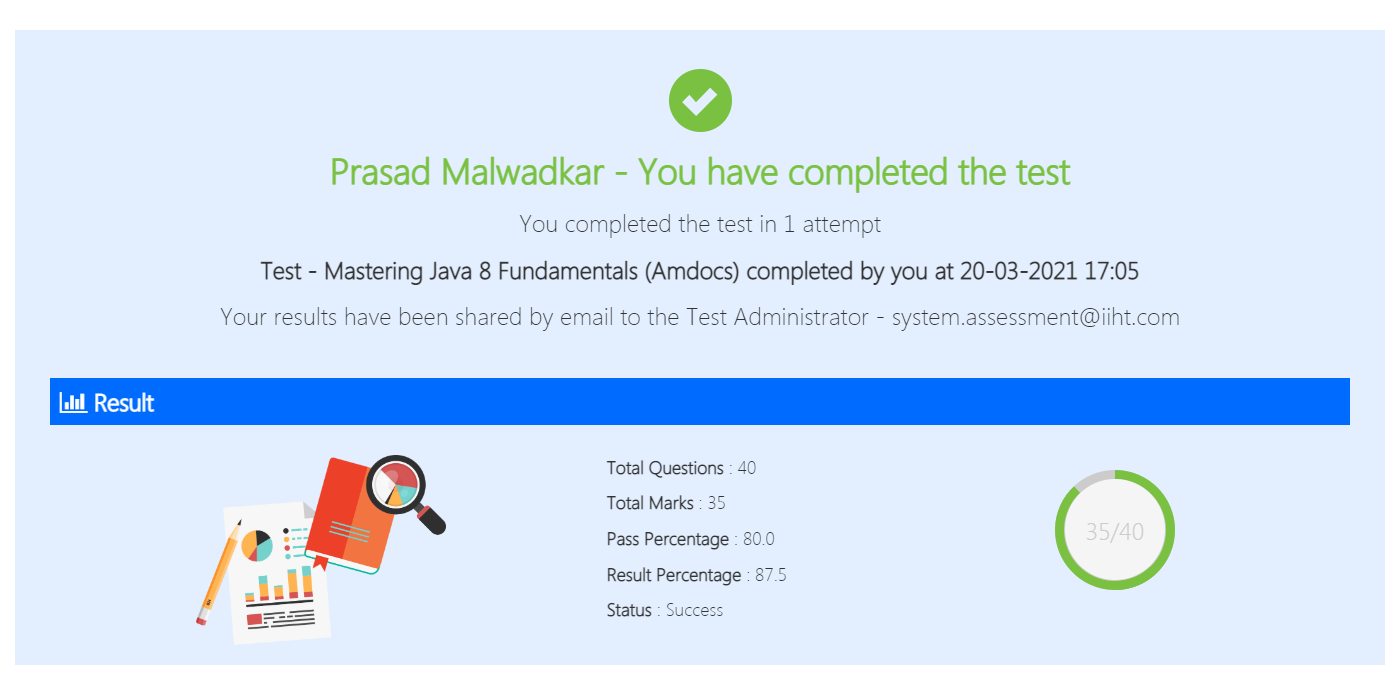 Prasad Malwadkar - You have completed the test
You completed the test in 1 attempt
Test - Mastering Java 8 Fundamentals (Amdocs) completed by you at 20-03-2021 17:05
Your results have been shared by email to the Test Administrator - system.assessment@iiht.com
Result
Total Questions : 40
Total Marks : 35
Pass Percentage : 80.0
Result Percentage : 87.5
Status : Success
35/40